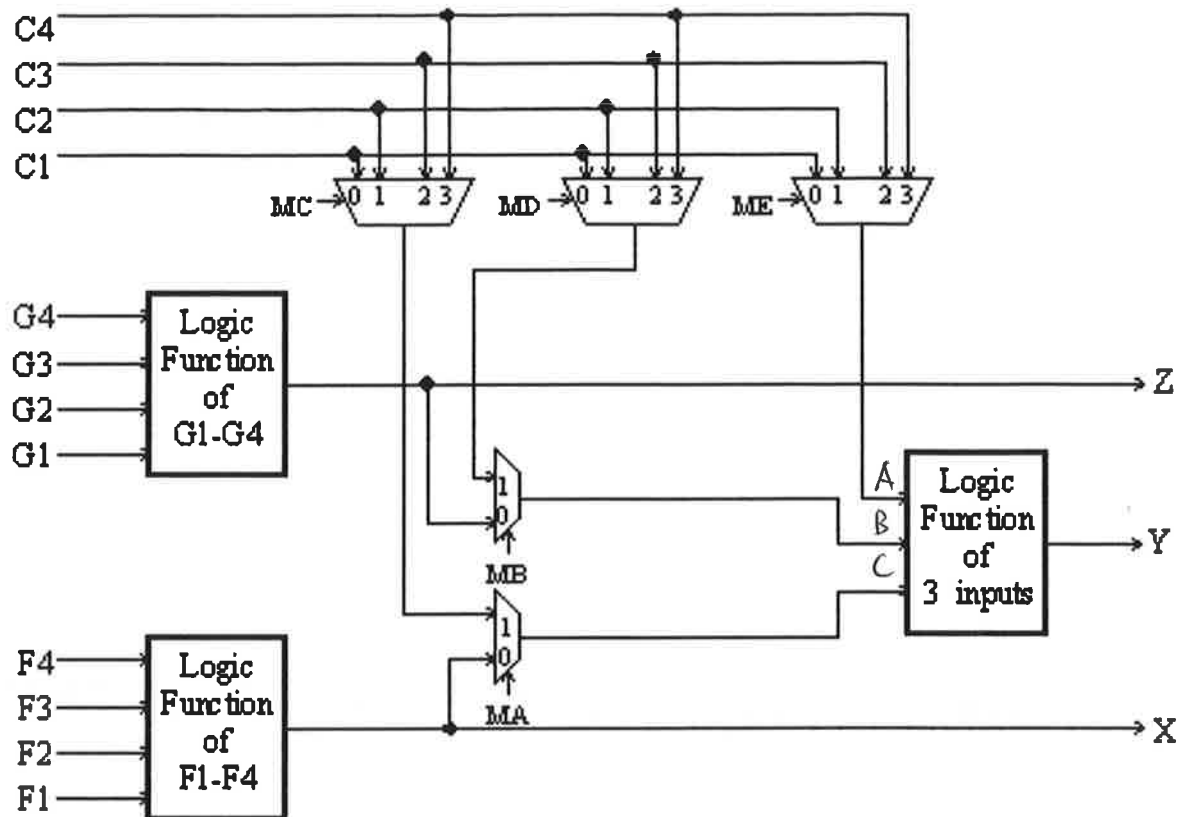 C4
C3
C2
C1
MC
0 1 2 3
MD
0 1 2 3
ME
0 1 2 3
G4
G3
G2
G1
Logic
Function
of
G1-G4
Z
1
0
MB
A
B
C
Logic
Function
of
3 inputs
Y
1
0
MA
F4
F3
F2
F1
Logic
Function
of
F1-F4
X